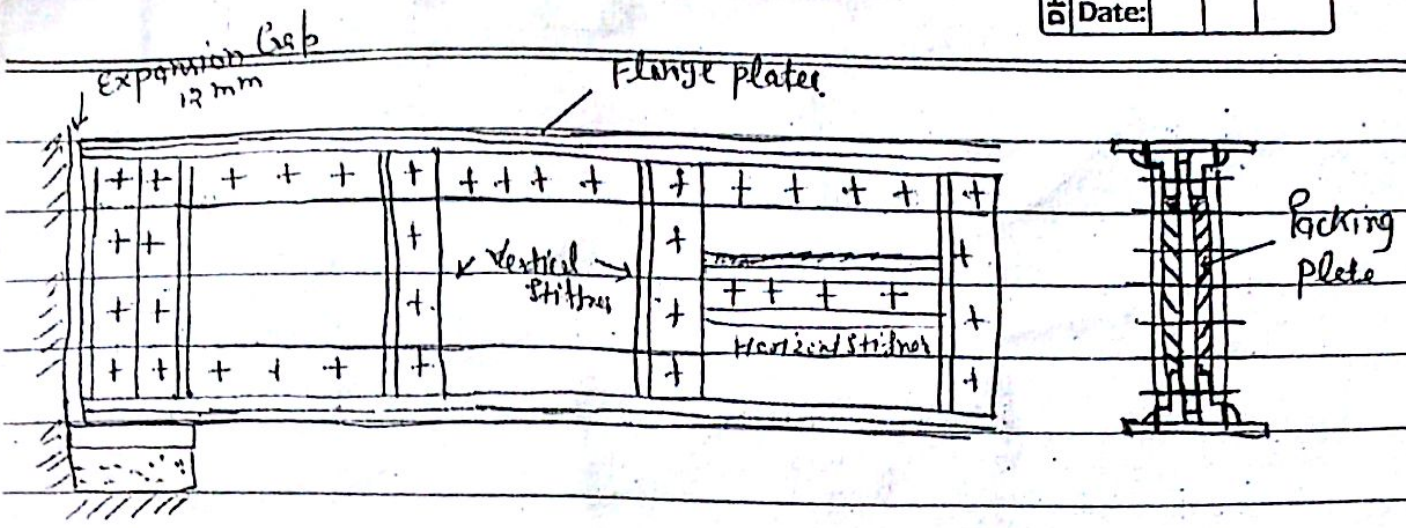 Date:
Expansion Gap
12 mm
Flange plates
Vertical
Stiffner
Horizontal Stiffner
Packing
plate